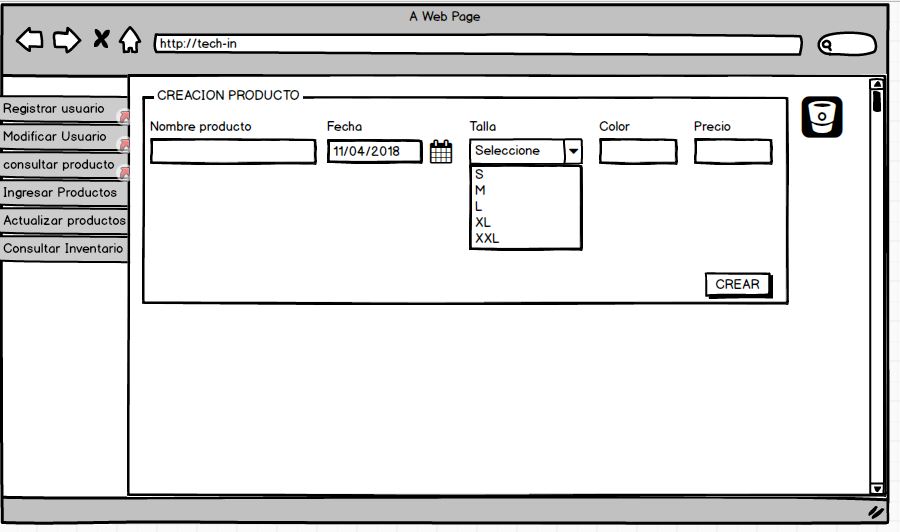 A Web Page
http://tech-in
Registrar usuario
Modificar Usuario
consultar producto
Ingresar Productos
Actualizar productos
Consultar Inventario
CREACION PRODUCTO
Nombre producto
Fecha
Talla
Color
Precio
11/04/2018
Seleccione
S
M
L
XL
XXL
CREAR